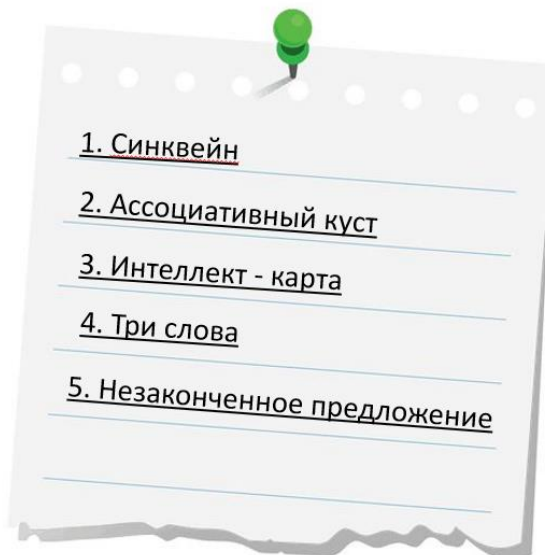 1. Синквейн
2. Ассоциативный куст
3. Интеллект - карта
4. Три слова
5. Незаконченное предложение